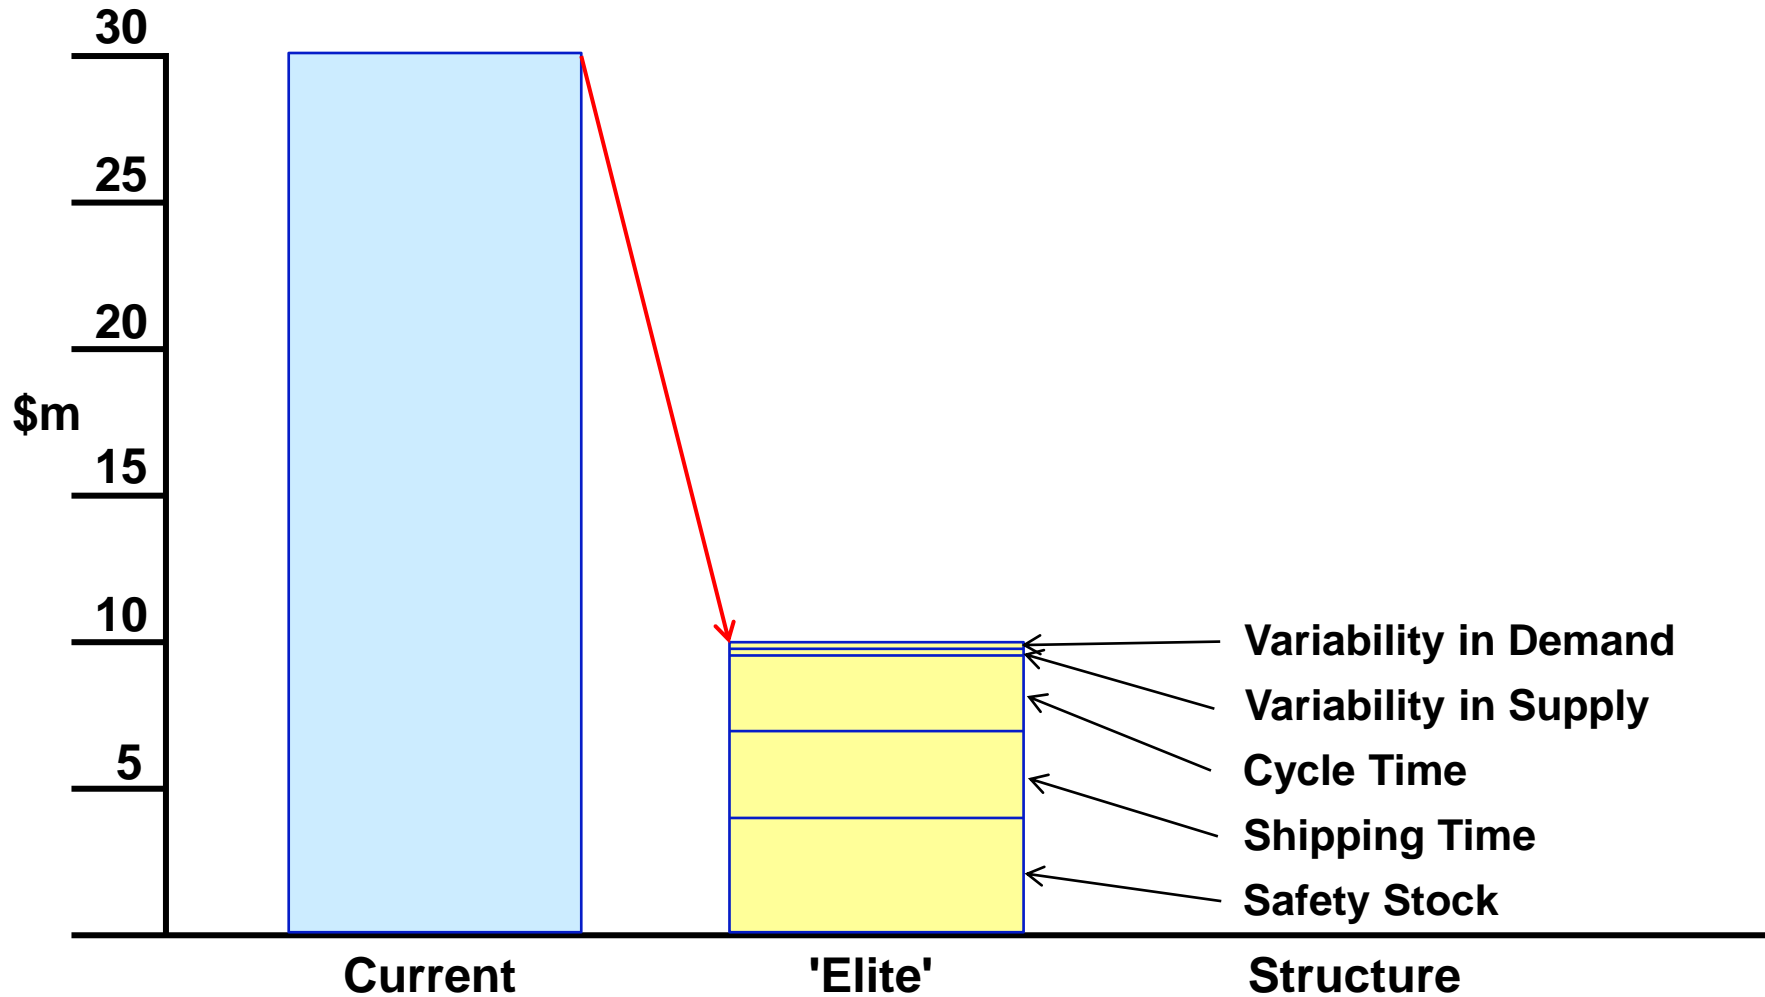 30
25
20
$m
15
10
5
Variability in Demand
Variability in Supply
Cycle Time
Shipping Time
Safety Stock
Current
'Elite'
Structure